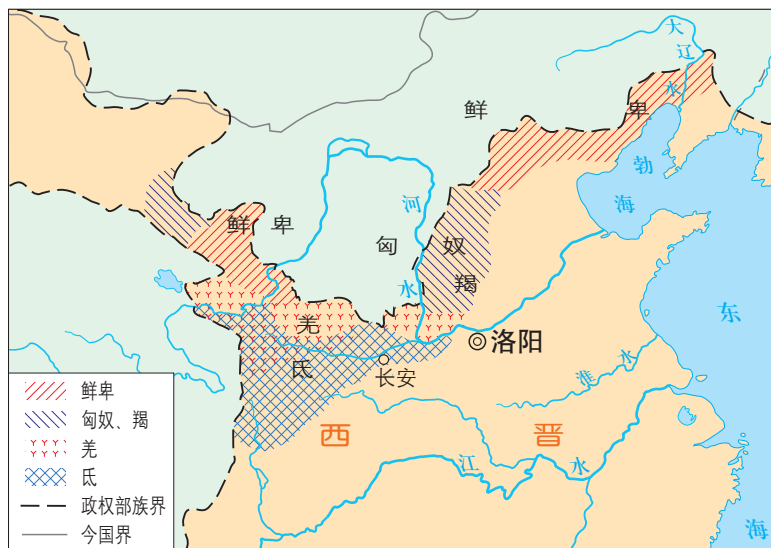 大辽水
鲜卑
勃海
鲜卑
河水
匈奴
羯
羌
氐
洛阳
长安
东海
淮水
西晋
江水
鲜卑
匈奴、羯
羌
氐
政权部族界
今国界